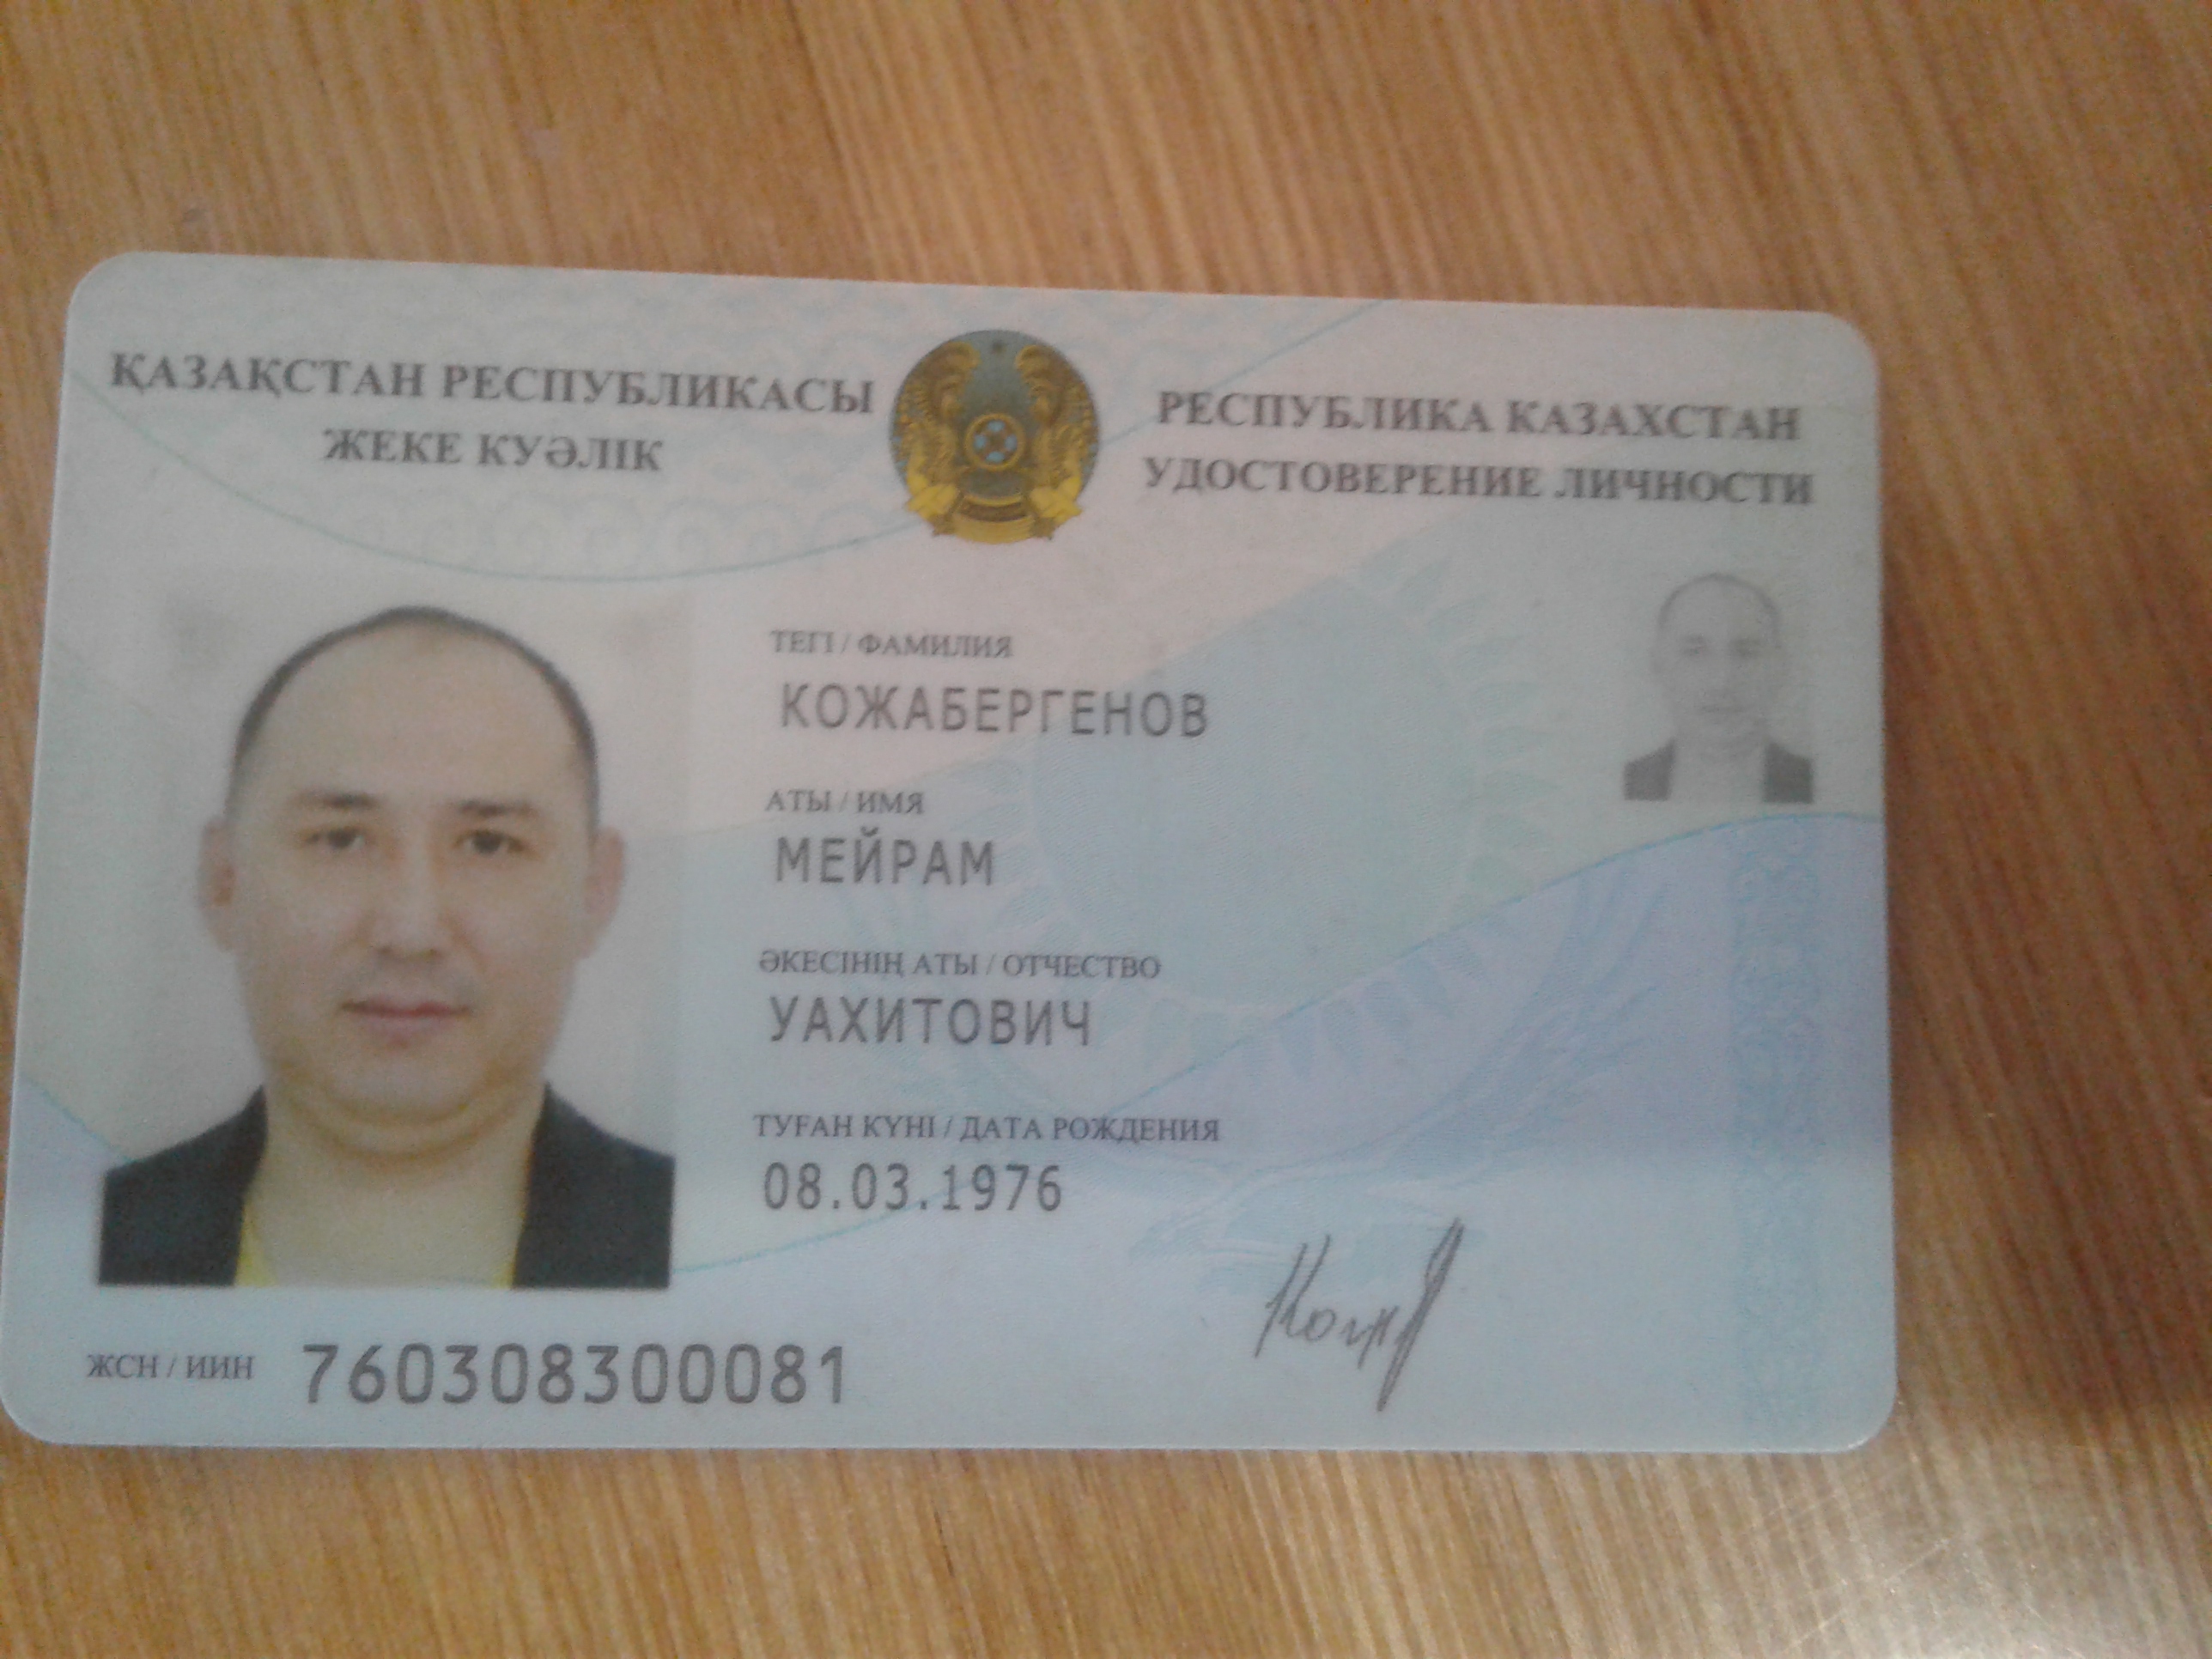 ҚАЗАҚСТАН РЕСПУБЛИКАСЫ
ЖЕКЕ КУӘЛІК
РЕСПУБЛИКА КАЗАХСТАН
УДОСТОВЕРЕНИЕ ЛИЧНОСТИ
ТЕГІ / ФАМИЛИЯ
КОЖАБЕРГЕНОВ
АТЫ / ИМЯ
МЕЙРАМ
ӘКЕСІНІҢ АТЫ / ОТЧЕСТВО
УАХИТОВИЧ
ТУҒАН КҮНІ / ДАТА РОЖДЕНИЯ
08.03.1976
ЖСН / ИИН 760308300081